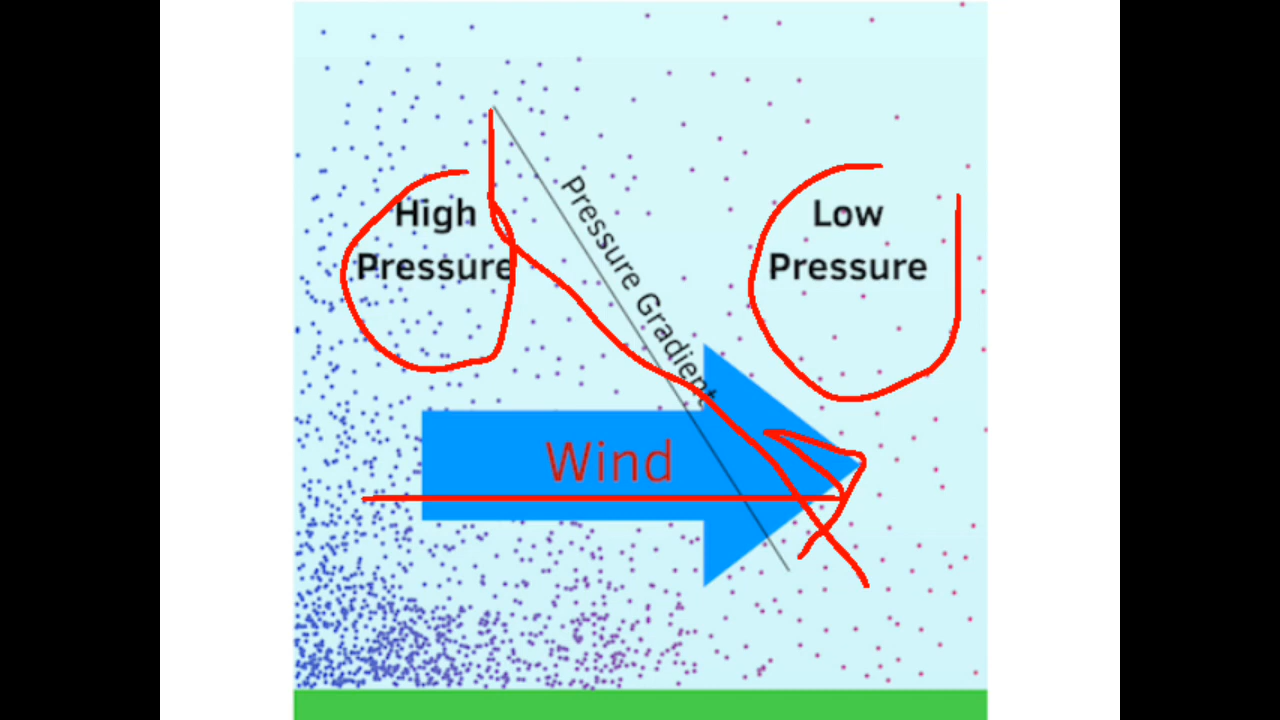 High
Pressure
Pressure Gradient
Low
Pressure
Wind